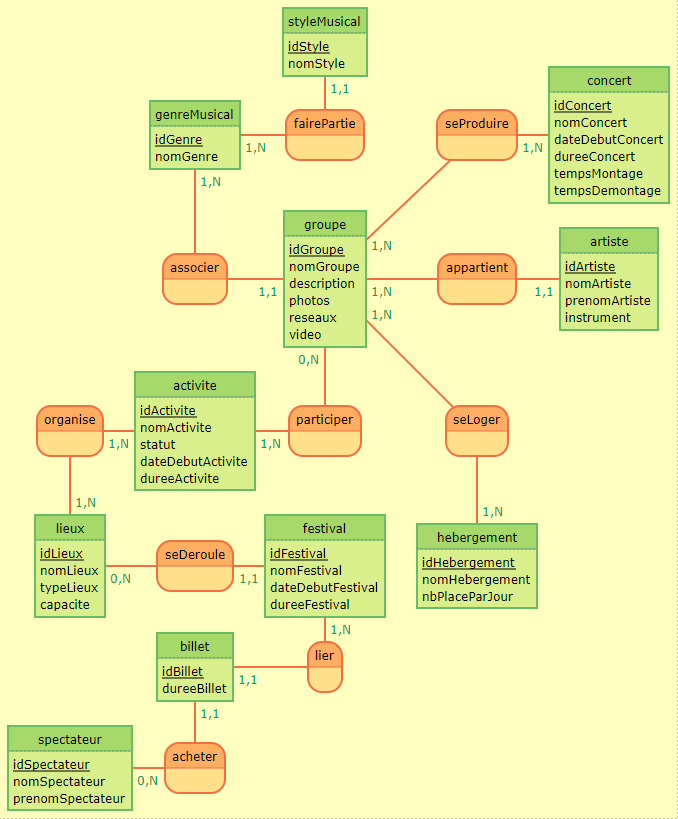 styleMusical
idStyle
nomStyle
1,1
genreMusical
idGenre
nomGenre
1,N
fairePartie
1,N
seProduire
1,N
concert
idConcert
nomConcert
dateDebutConcert
dureeConcert
tempsMontage
tempsDemontage
associer
1,1
groupe
idGroupe
nomGroupe
description
photos
reseaux
video
1,N
1,N
1,N
0,N
appartient
1,1
artiste
idArtiste
nomArtiste
prenomArtiste
instrument
organise
1,N
activite
idActivite
nomActivite
statut
dateDebutActivite
dureeActivite
1,N
participer
seLoger
1,N
1,N
lieux
idLieux
nomLieux
typeLieux
capacite
0,N
seDeroule
1,1
festival
idFestival
nomFestival
dateDebutFestival
dureeFestival
1,N
hebergement
idHebergement
nomHebergement
nbPlaceParJour
billet
idBillet
dureeBillet
1,1
lier
1,1
spectateur
idSpectateur
nomSpectateur
prenomSpectateur
0,N
acheter